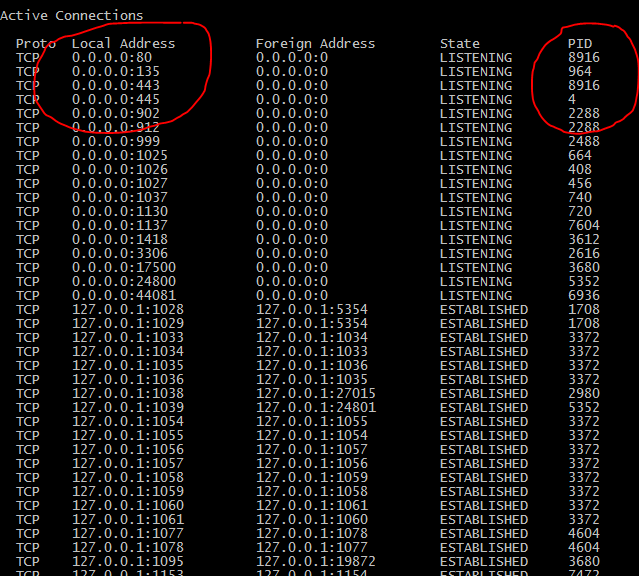 Active Connections
Proto Local Address Foreign Address State PID
TCP 0.0.0.0:80 0.0.0.0:0 LISTENING 8916
TCP 0.0.0.0:135 0.0.0.0:0 LISTENING 964
TCP 0.0.0.0:443 0.0.0.0:0 LISTENING 8916
TCP 0.0.0.0:445 0.0.0.0:0 LISTENING 4
TCP 0.0.0.0:902 0.0.0.0:0 LISTENING 2288
TCP 0.0.0.0:912 0.0.0.0:0 LISTENING 2288
TCP 0.0.0.0:999 0.0.0.0:0 LISTENING 2488
TCP 0.0.0.0:1025 0.0.0.0:0 LISTENING 664
TCP 0.0.0.0:1026 0.0.0.0:0 LISTENING 408
TCP 0.0.0.0:1027 0.0.0.0:0 LISTENING 456
TCP 0.0.0.0:1037 0.0.0.0:0 LISTENING 740
TCP 0.0.0.0:1130 0.0.0.0:0 LISTENING 720
TCP 0.0.0.0:1137 0.0.0.0:0 LISTENING 7604
TCP 0.0.0.0:1418 0.0.0.0:0 LISTENING 3612
TCP 0.0.0.0:3306 0.0.0.0:0 LISTENING 2616
TCP 0.0.0.0:17500 0.0.0.0:0 LISTENING 3680
TCP 0.0.0.0:24800 0.0.0.0:0 LISTENING 5352
TCP 0.0.0.0:44081 0.0.0.0:0 LISTENING 6936
TCP 127.0.0.1:1028 127.0.0.1:5354 ESTABLISHED 1708
TCP 127.0.0.1:1029 127.0.0.1:5354 ESTABLISHED 1708
TCP 127.0.0.1:1033 127.0.0.1:1034 ESTABLISHED 3372
TCP 127.0.0.1:1034 127.0.0.1:1033 ESTABLISHED 3372
TCP 127.0.0.1:1035 127.0.0.1:1036 ESTABLISHED 3372
TCP 127.0.0.1:1036 127.0.0.1:1035 ESTABLISHED 3372
TCP 127.0.0.1:1038 127.0.0.1:27015 ESTABLISHED 2980
TCP 127.0.0.1:1039 127.0.0.1:24801 ESTABLISHED 5352
TCP 127.0.0.1:1054 127.0.0.1:1055 ESTABLISHED 3372
TCP 127.0.0.1:1055 127.0.0.1:1054 ESTABLISHED 3372
TCP 127.0.0.1:1056 127.0.0.1:1057 ESTABLISHED 3372
TCP 127.0.0.1:1057 127.0.0.1:1056 ESTABLISHED 3372
TCP 127.0.0.1:1058 127.0.0.1:1059 ESTABLISHED 3372
TCP 127.0.0.1:1059 127.0.0.1:1058 ESTABLISHED 3372
TCP 127.0.0.1:1060 127.0.0.1:1061 ESTABLISHED 3372
TCP 127.0.0.1:1061 127.0.0.1:1060 ESTABLISHED 3372
TCP 127.0.0.1:1077 127.0.0.1:1078 ESTABLISHED 4604
TCP 127.0.0.1:1078 127.0.0.1:1077 ESTABLISHED 4604
TCP 127.0.0.1:1095 127.0.0.1:19872 ESTABLISHED 3680
TCP 127.0.0.1:1153 127.0.0.1:1154 ESTABLISHED 7472